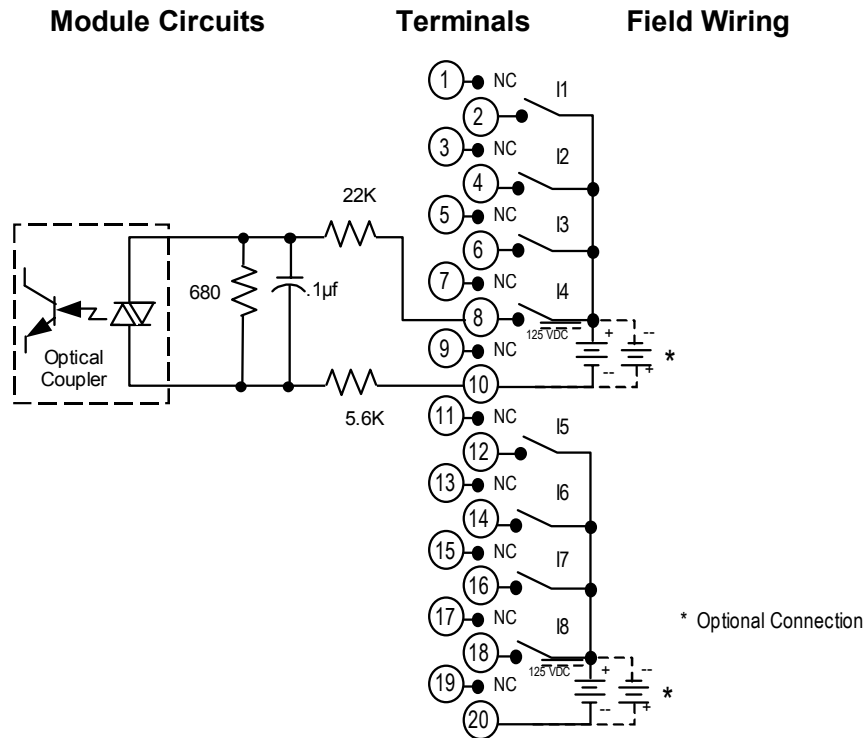 Module Circuits Terminals Field Wiring
1 NC
I1
2
3 NC
I2
4
22K
5 NC
I3
6
7 NC
680
.1µf
I4
8
125 VDC
+ --
9 NC
*
-- +
Optical
Coupler
10
5.6K
11 NC
I5
12
13 NC
I6
14
15 NC
I7
16
17 NC
* Optional Connection
I8
18
125 VDC
+ --
19 NC
*
-- +
20